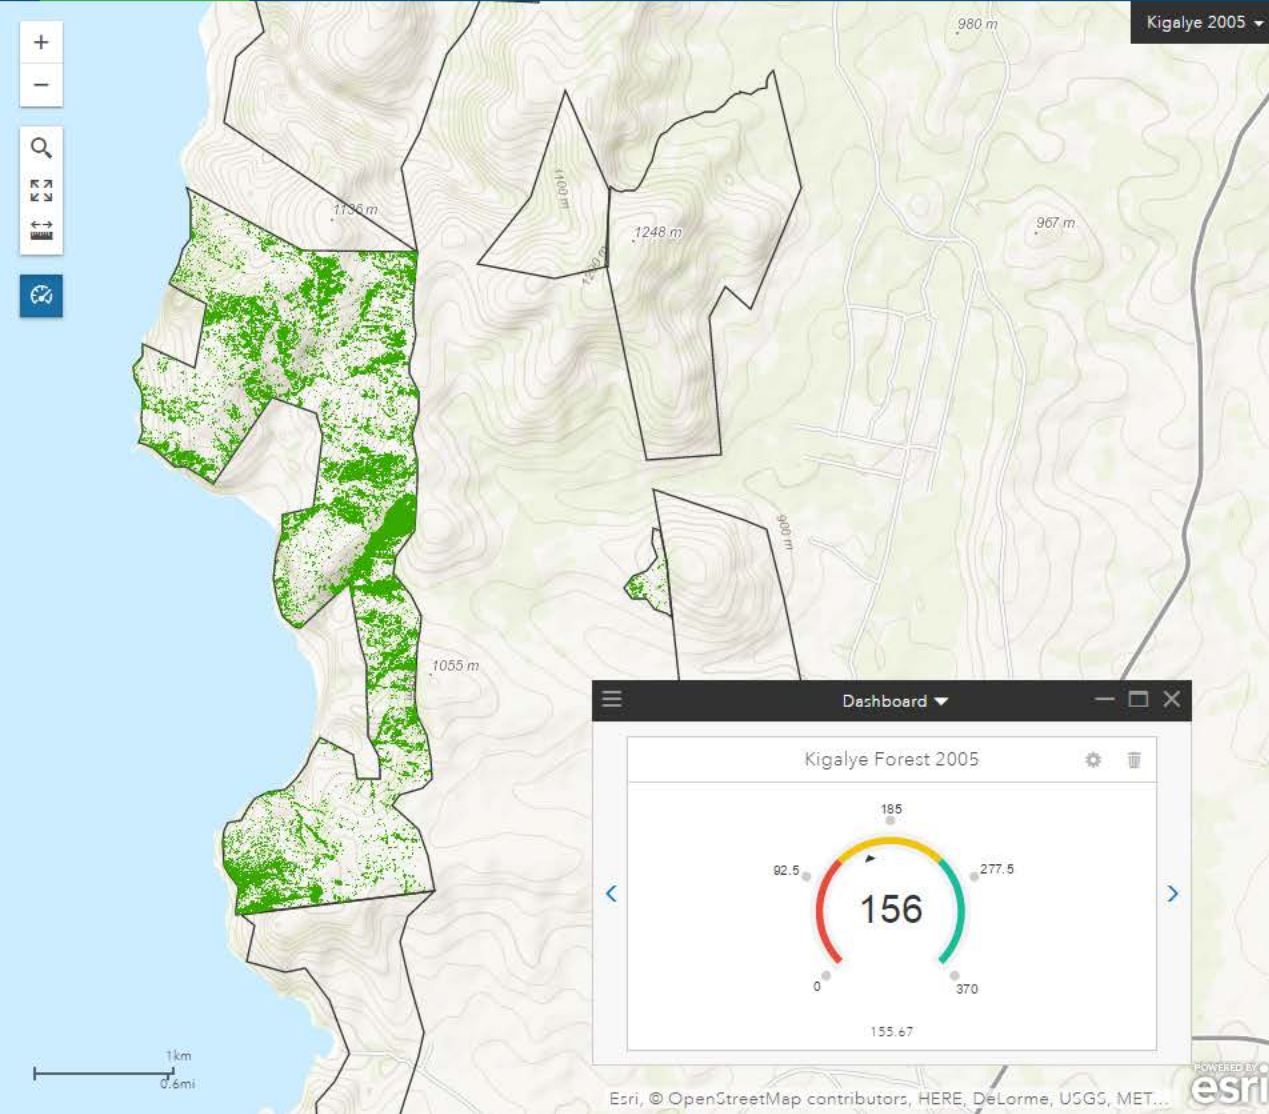 Kigalye 2005
+
−
980 m
1100 m
1136 m
1248 m
967 m
900 m
1055 m
Dashboard
Kigalye Forest 2005
185
92.5
277.5
156
0
370
155.67
1km
0.6mi
Esri, © OpenStreetMap contributors, HERE, DeLorme, USGS, MET...
POWERED BY
esri